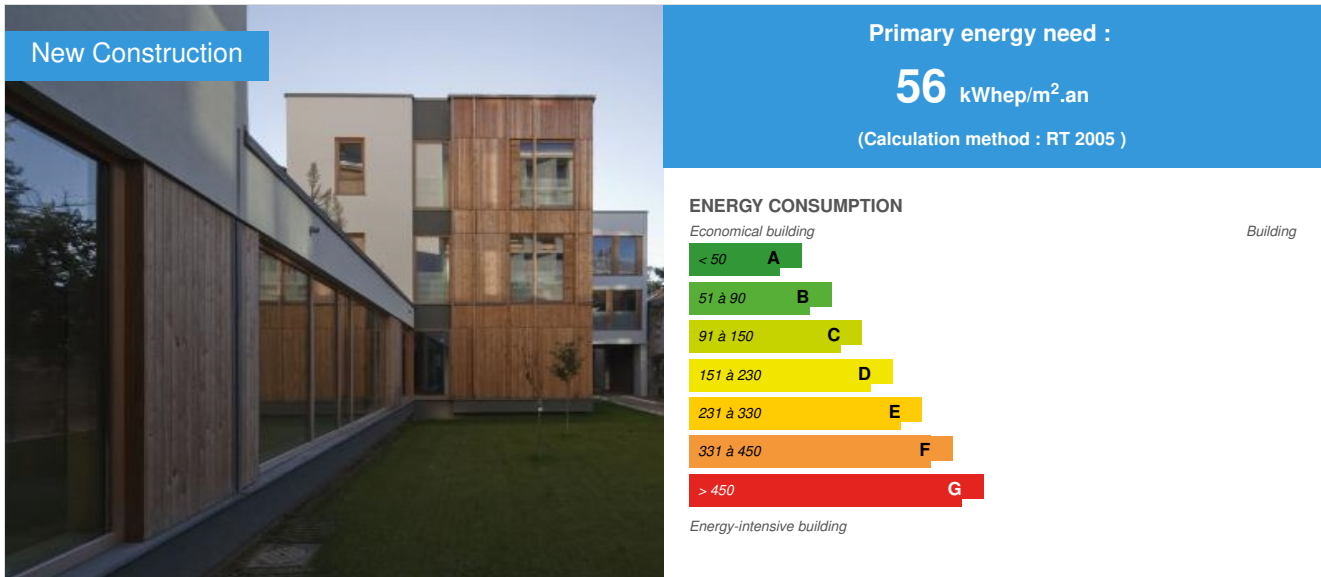 New Construction
Primary energy need :
56 kWhep/m².an
(Calculation method : RT 2005 )
ENERGY CONSUMPTION
Economical building Building
< 50 A
51 à 90 B
91 à 150 C
151 à 230 D
231 à 330 E
331 à 450 F
> 450 G
Energy-intensive building